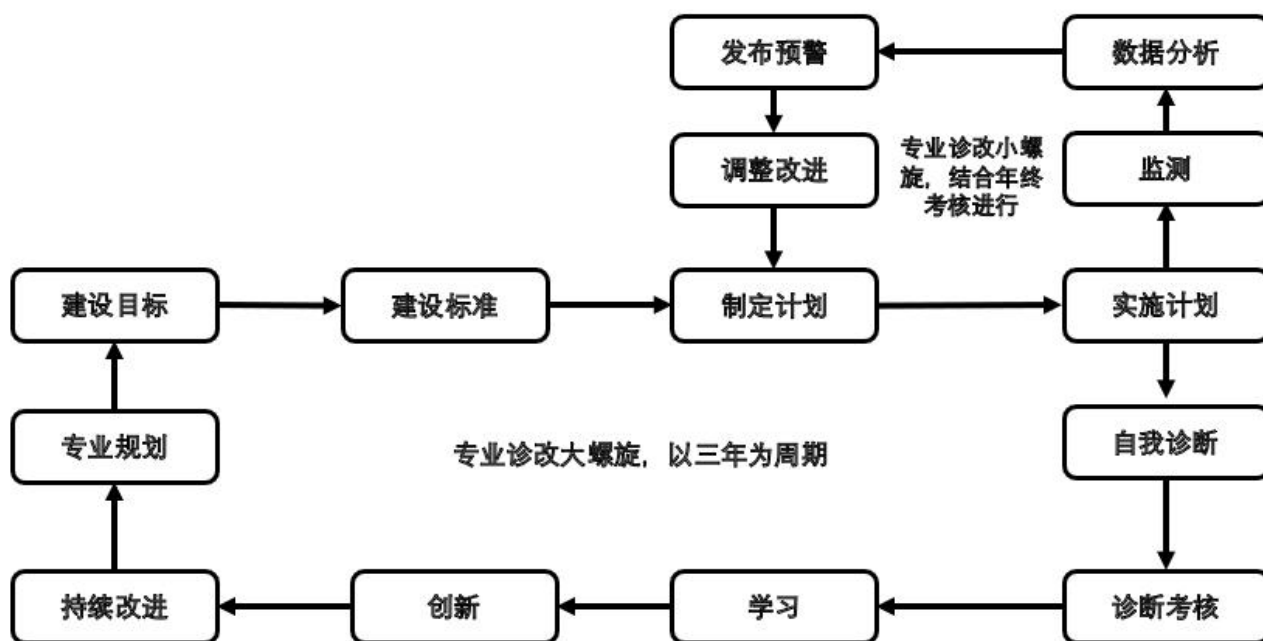 发布预警
数据分析
调整改进
专业诊改小螺
旋，结合年终
考核进行
监测
建设目标
建设标准
制定计划
实施计划
专业规划
专业诊改大螺旋，以三年为周期
自我诊断
持续改进
创新
学习
诊断考核